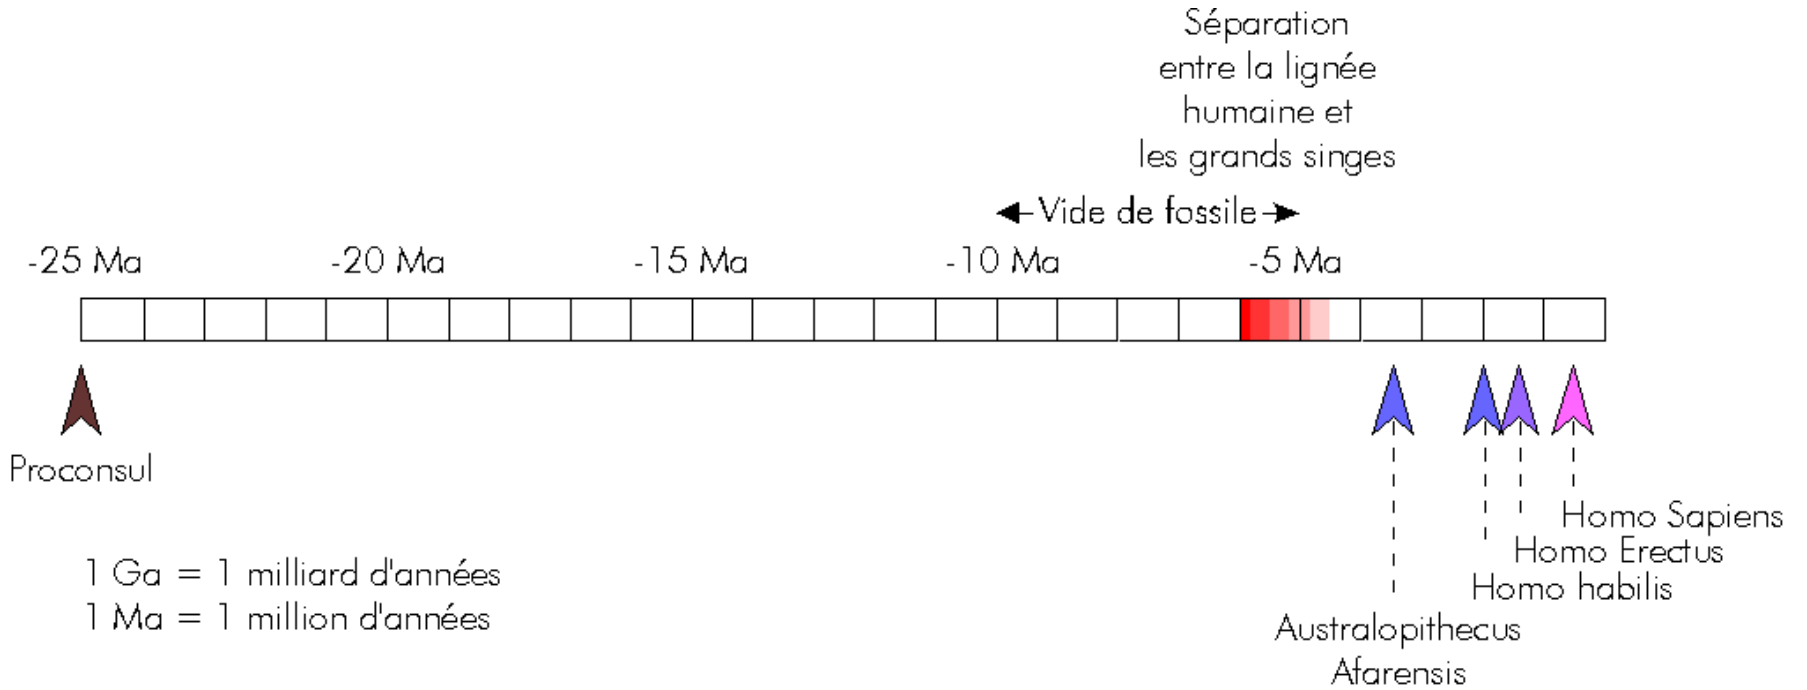 Séparation
entre la lignée
humaine et
les grands singes
Vide de fossile
-25 Ma
-20 Ma
-15 Ma
-10 Ma
-5 Ma
Proconsul
Homo Sapiens
Homo Erectus
Homo habilis
Australopithecus
Afarensis
1 Ga = 1 milliard d'années
1 Ma = 1 million d'années